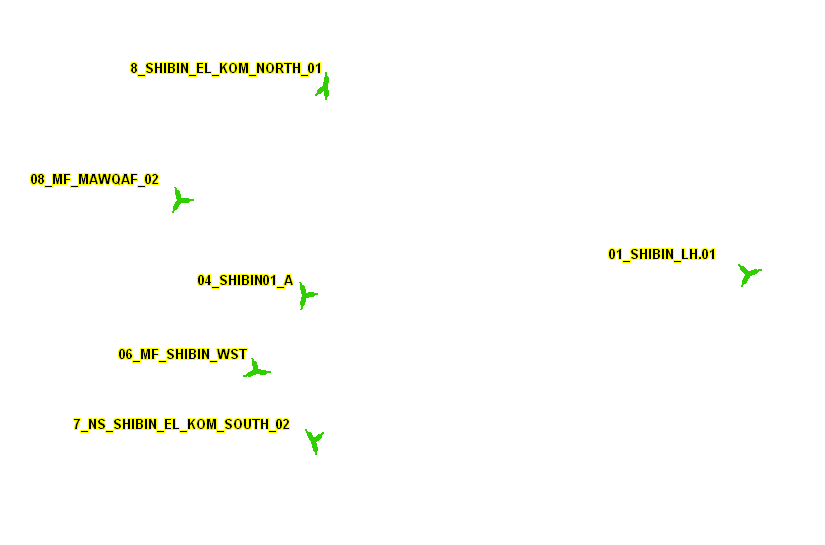 8_SHIBIN_EL_KOM_NORTH_01
08_MF_MAWQAF_02
01_SHIBIN_LH.01
04_SHIBIN01_A
06_MF_SHIBIN_WST
7_NS_SHIBIN_EL_KOM_SOUTH_02